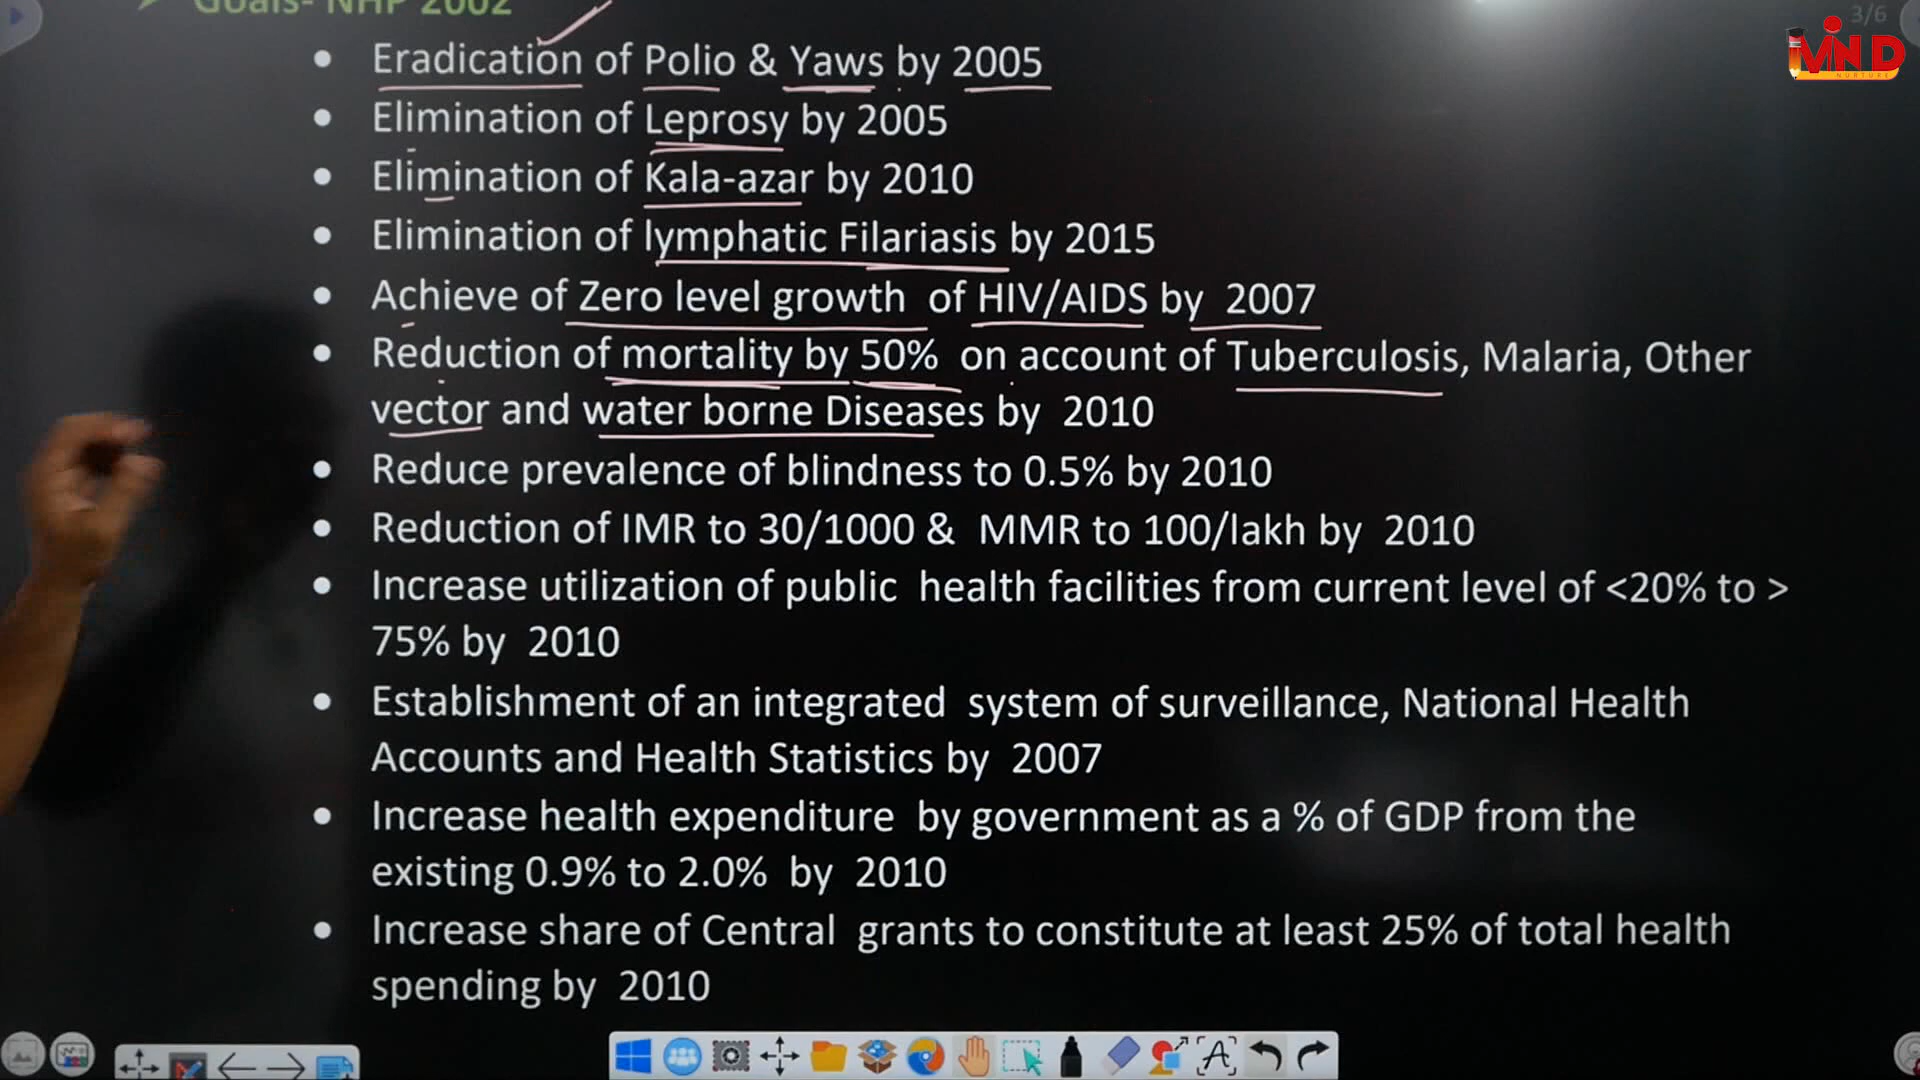 Goals- NHP 2002
3/6
MIND
NURTURE
• Eradication of Polio & Yaws by 2005
• Elimination of Leprosy by 2005
• Elimination of Kala-azar by 2010
• Elimination of lymphatic Filariasis by 2015
• Achieve of Zero level growth of HIV/AIDS by 2007
• Reduction of mortality by 50% on account of Tuberculosis, Malaria, Other
vector and water borne Diseases by 2010
• Reduce prevalence of blindness to 0.5% by 2010
• Reduction of IMR to 30/1000 & MMR to 100/lakh by 2010
• Increase utilization of public health facilities from current level of <20% to >
75% by 2010
• Establishment of an integrated system of surveillance, National Health
Accounts and Health Statistics by 2007
• Increase health expenditure by government as a % of GDP from the
existing 0.9% to 2.0% by 2010
• Increase share of Central grants to constitute at least 25% of total health
spending by 2010